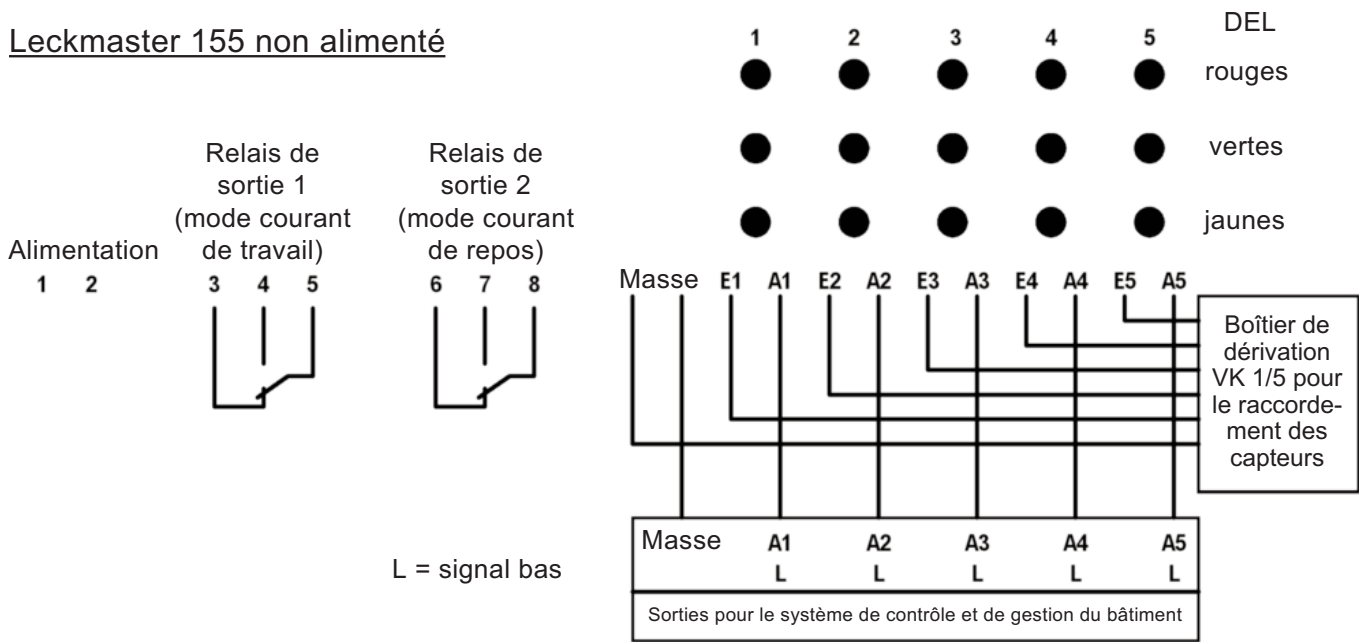 Leckmaster 155 non alimenté
1 2 3 4 5
DEL
rouges
vertes
jaunes
Alimentation
1 2
Relais de
sortie 1
(mode courant
de travail)
3 4 5
Relais de
sortie 2
(mode courant
de repos)
6 7 8
Masse E1 A1 E2 A2 E3 A3 E4 A4 E5 A5
Boîtier de
dérivation
VK 1/5 pour
le raccorde-
ment des
capteurs
L = signal bas
Masse A1 A2 A3 A4 A5
L L L L L
Sorties pour le système de contrôle et de gestion du bâtiment